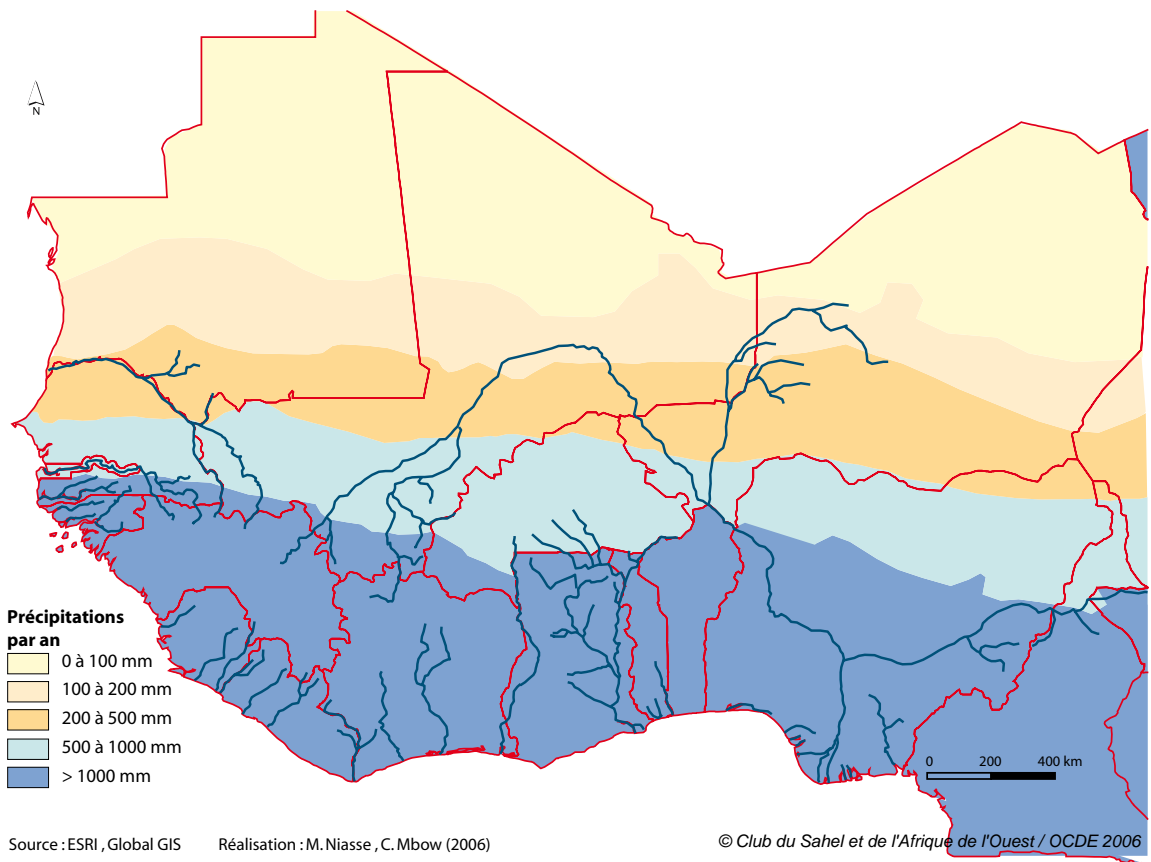 N
Précipitations
par an
0 à 100 mm
100 à 200 mm
200 à 500 mm
500 à 1000 mm
> 1000 mm
0 200 400 km
Source : ESRI , Global GIS Réalisation : M. Niasse , C. Mbow (2006)
© Club du Sahel et de l'Afrique de l'Ouest / OCDE 2006